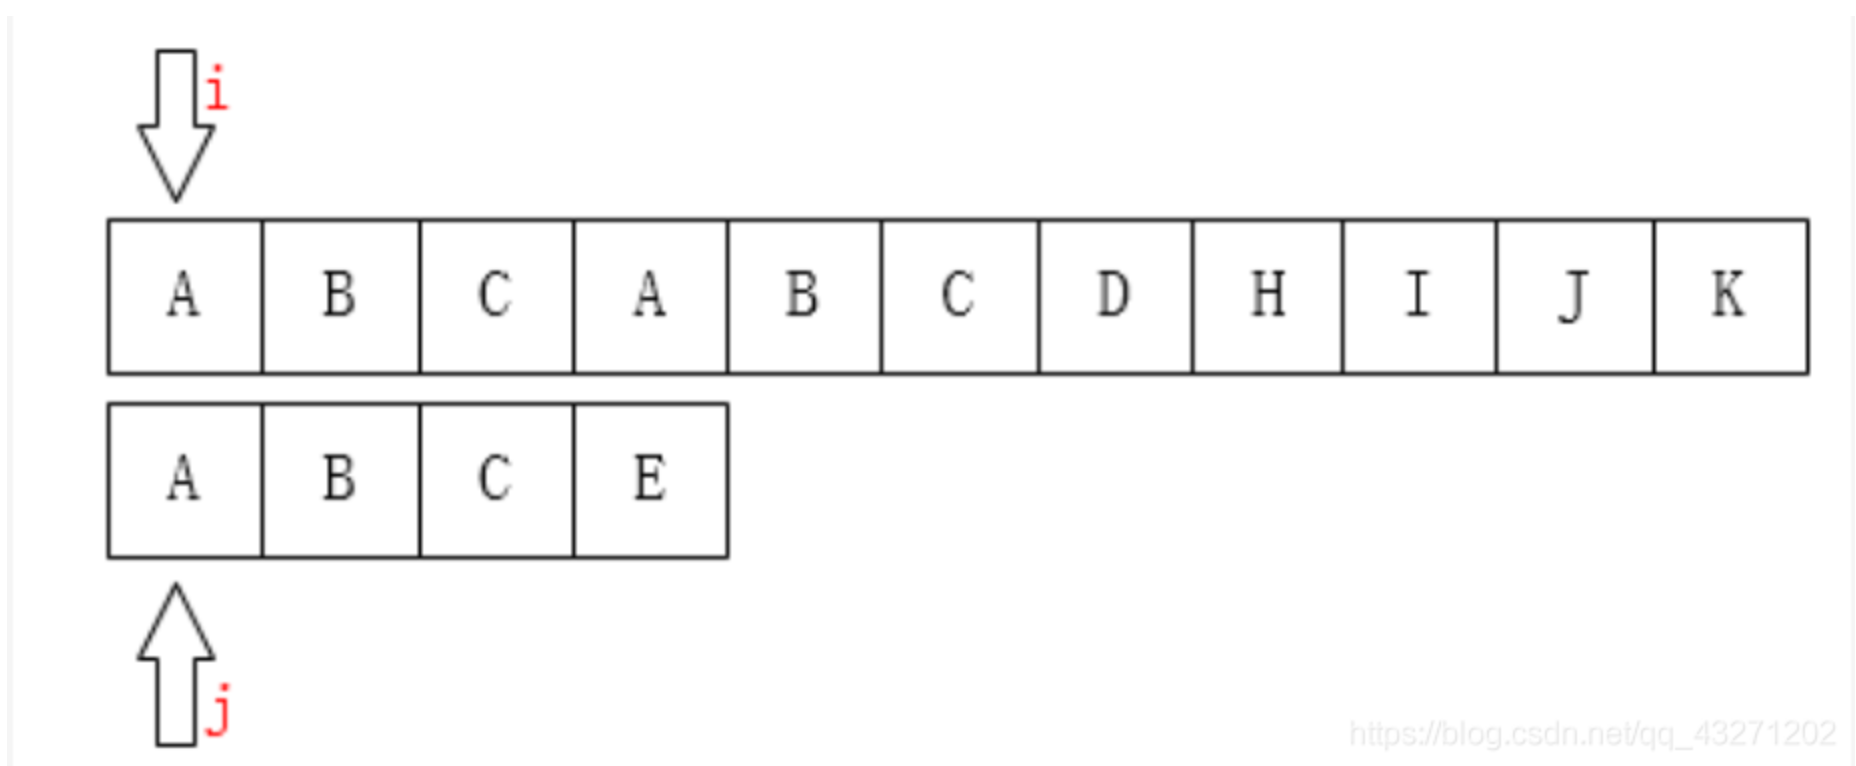 i
A B C A B C D H I J K
A B C E
j
https://blog.csdn.net/qq_43271202